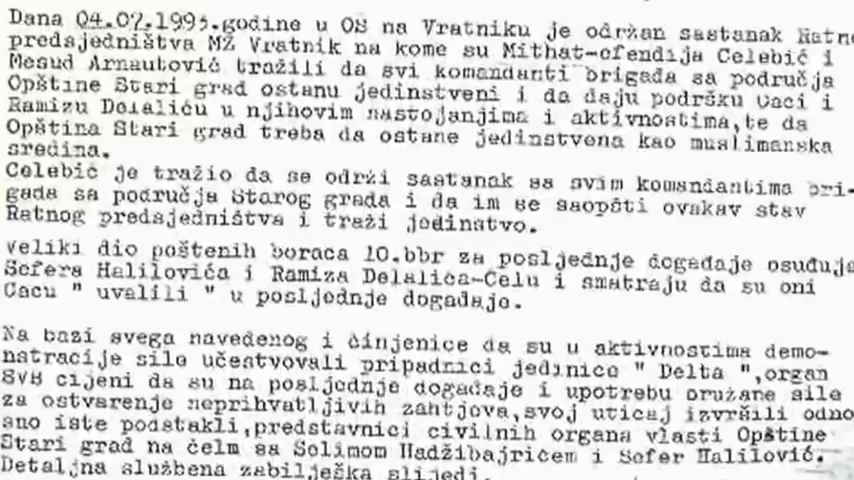 Dana 04.07.1993.godine u OS na Vratniku je održan sastanak Ratno
predsjedništva MZ Vratnik na kome su Mithat-efendija Čelebić i
Mesud Arnautović tražili da svi komandanti brigada sa područja
Opštine Stari grad ostanu jedinstveni i da daju podršku Caci i
Ramizu Delaliću u njihovim nastojanjima i aktivnostima,te da
Opština Stari grad treba da ostane jedinstvena kao muslimanska
sredina.
Čelebić je tražio da se održi sastanak sa svim komandantima bri-
gada sa područja Starog grada i da im se saopšti ovakav stav
Ratnog predsjedništva i traži jedinstvo.
Veliki dio poštenih boraca 10.bbr za posljednje događaje osuđuju
Sefera Halilovića i Ramiza Delalića-Ćelu i smatraju da su oni
Cacu " uvalili " u posljednje događaje.
Na bazi svega navedenog i činjenice da su u aktivnostima demo-
natracije sile učestvovali pripadnici jedinice " Delta ",organ
SVB cijeni da su na posljednje događaje i upotrebu oružane sile
za ostvarenje neprihvatljivih zahtjeva,svoj uticaj izvršili odno
sno iste podstakli,predstavnici civilnih organa vlasti Opštine
Stari grad na čelm sa Selimom Hadžibajrićem i Sefer Halilović.
Detaljna službena zabilješka slijedi.